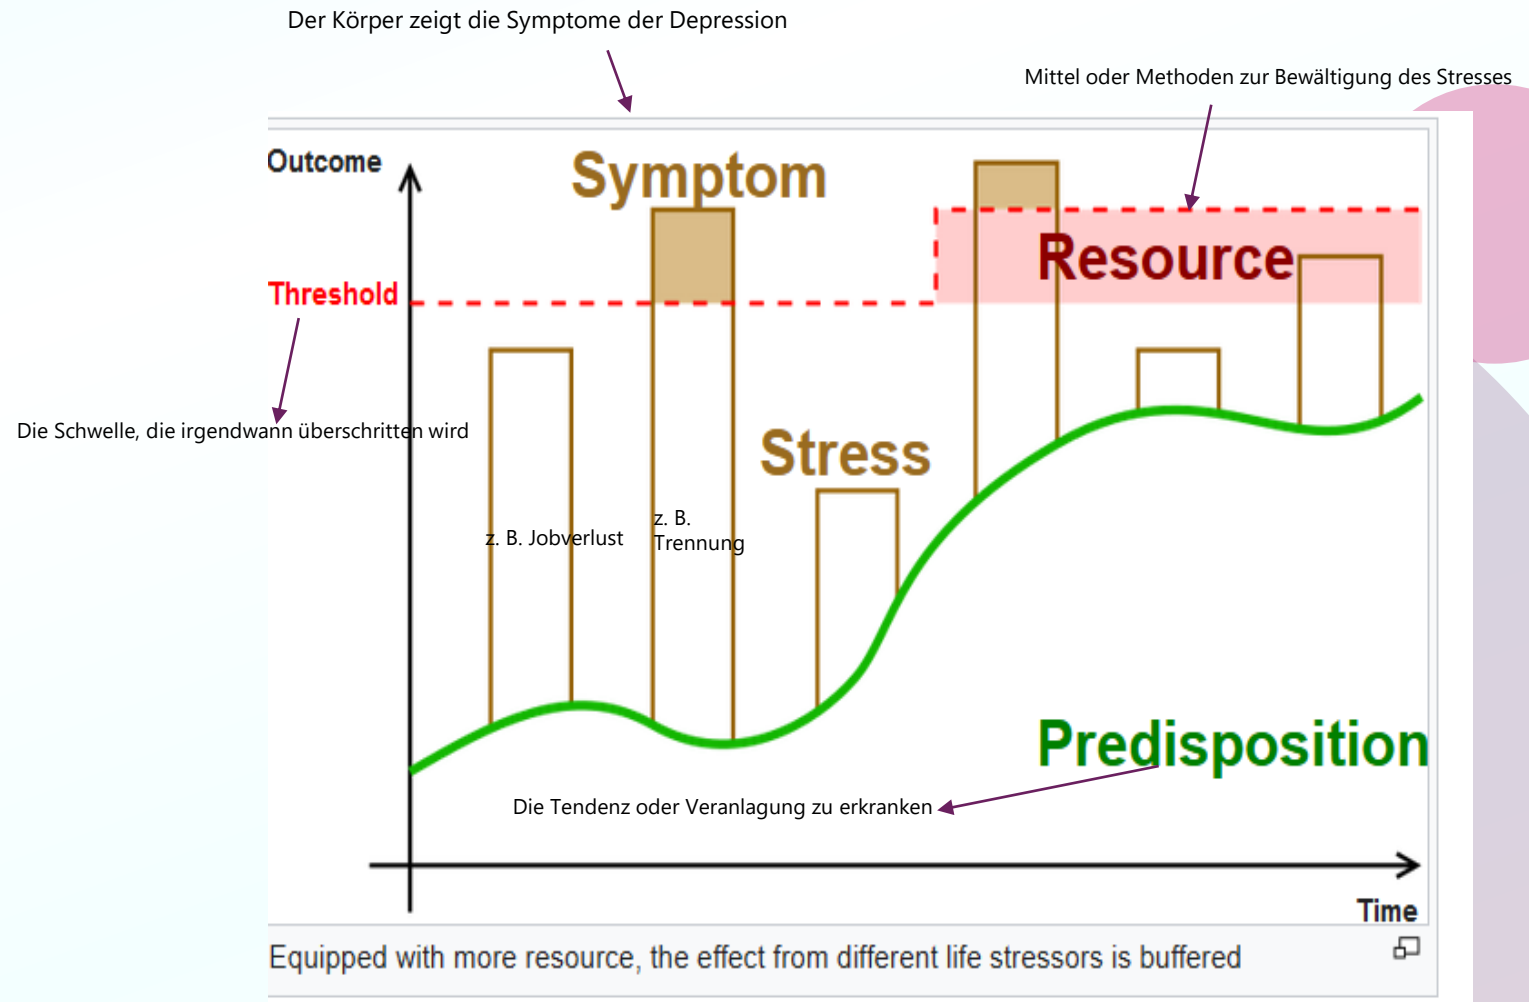 Der Körper zeigt die Symptome der Depression
Mittel oder Methoden zur Bewältigung des Stresses
Outcome
Symptom
Resource
Threshold
Die Schwelle, die irgendwann überschritten wird
Stress
z. B. Jobverlust
z. B.
Trennung
Predisposition
Die Tendenz oder Veranlagung zu erkranken
Time
Equipped with more resource, the effect from different life stressors is buffered